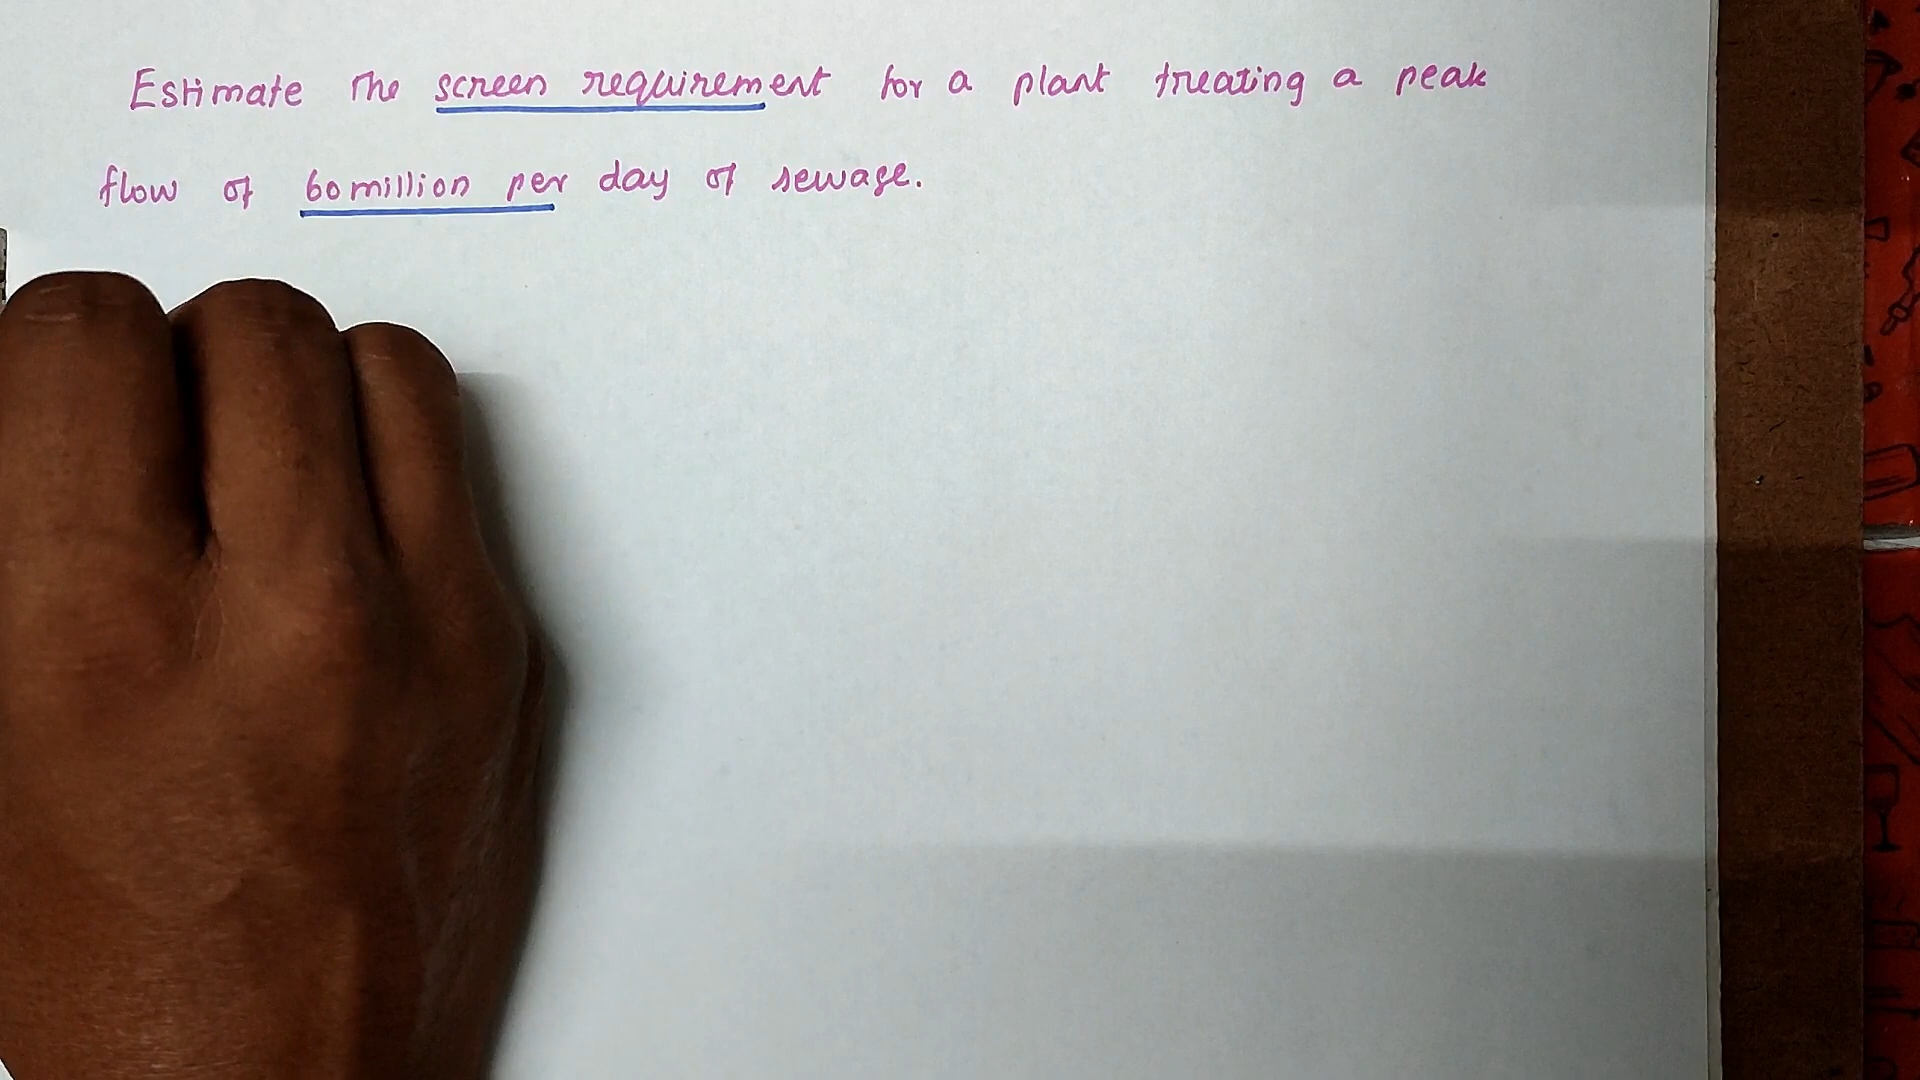 Estimate the screen requirement for a plant treating a peak
flow of 60 million per day of sewage.